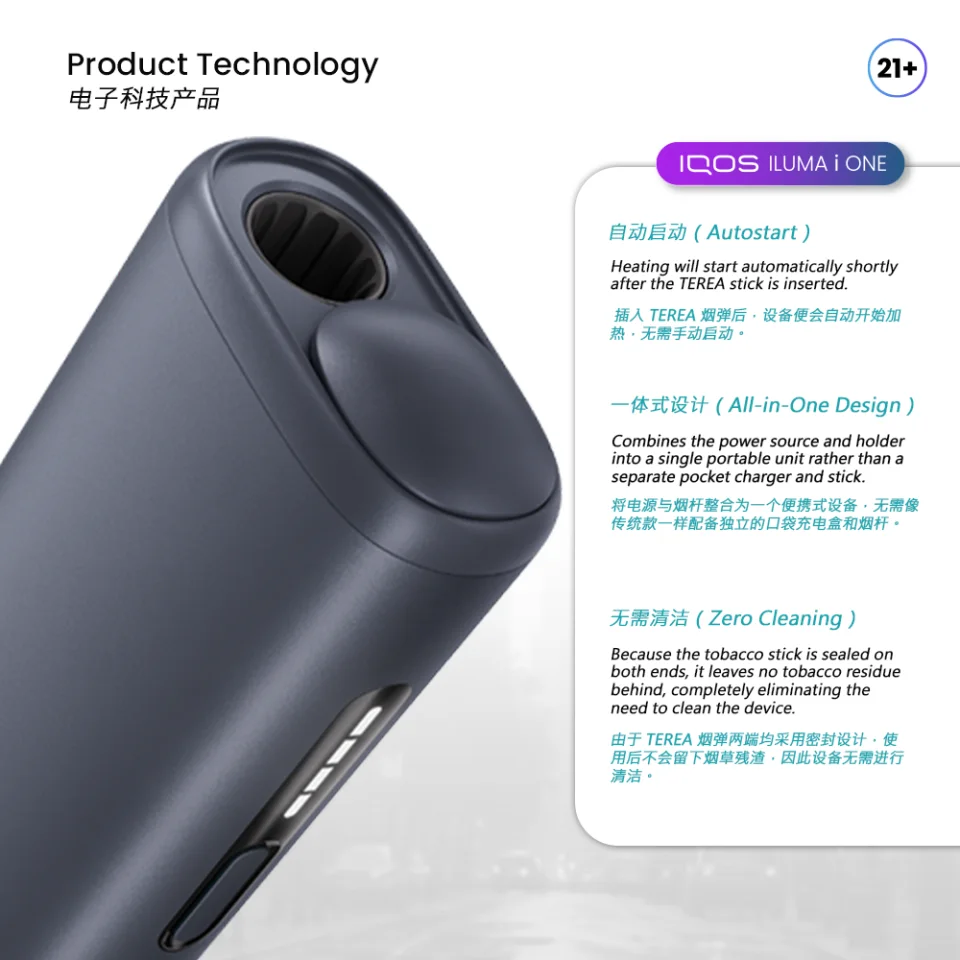 Product Technology
电子科技产品
21+
IQOS ILUMA i ONE
自动启动 ( Autostart )
Heating will start automatically shortly
after the TEREA stick is inserted.
插入 TEREA 烟弹后，设备便会自动开始加
热，无需手动启动。
一体式设计 ( All-in-One Design )
Combines the power source and holder
into a single portable unit rather than a
separate pocket charger and stick.
将电源与烟杆整合为一个便携式设备，无需像
传统款一样配备独立的口袋充电盒和烟杆。
无需清洁 ( Zero Cleaning )
Because the tobacco stick is sealed on
both ends, it leaves no tobacco residue
behind, completely eliminating the
need to clean the device.
由于 TEREA 烟弹两端均采用密封设计，使
用后不会留下烟草残渣，因此设备无需进行
清洁。